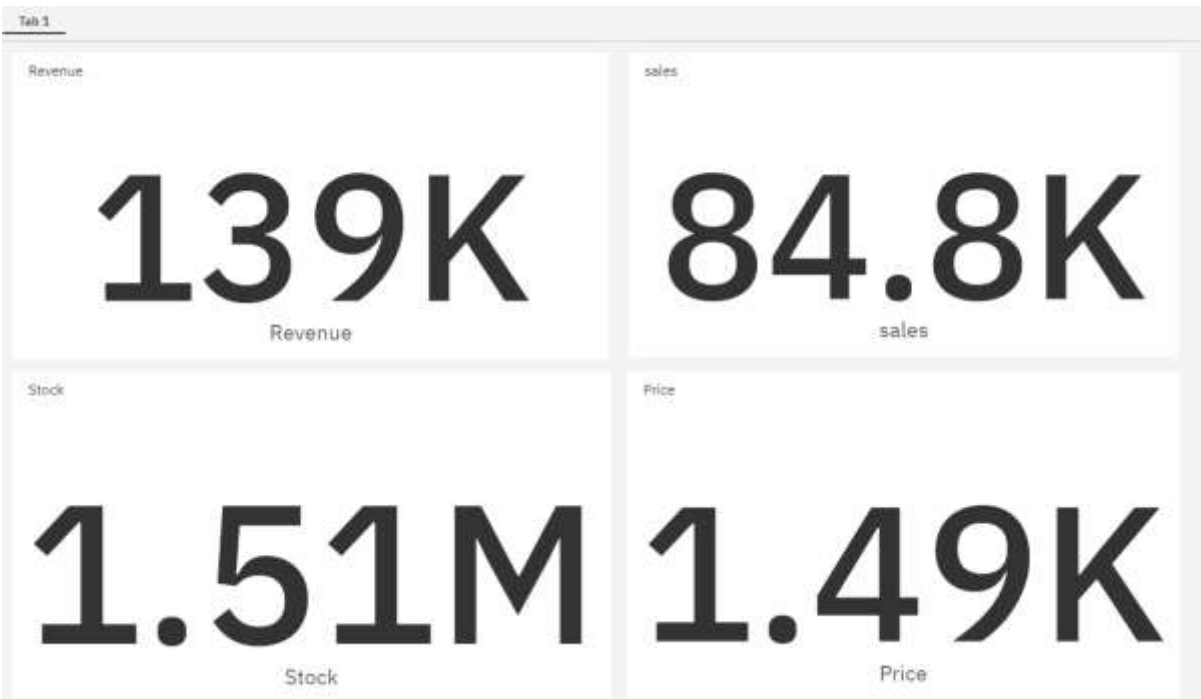 Tab 1
Revenue
139K
Revenue
sales
84.8K
sales
Stock
1.51M
Stock
Price
1.49K
Price